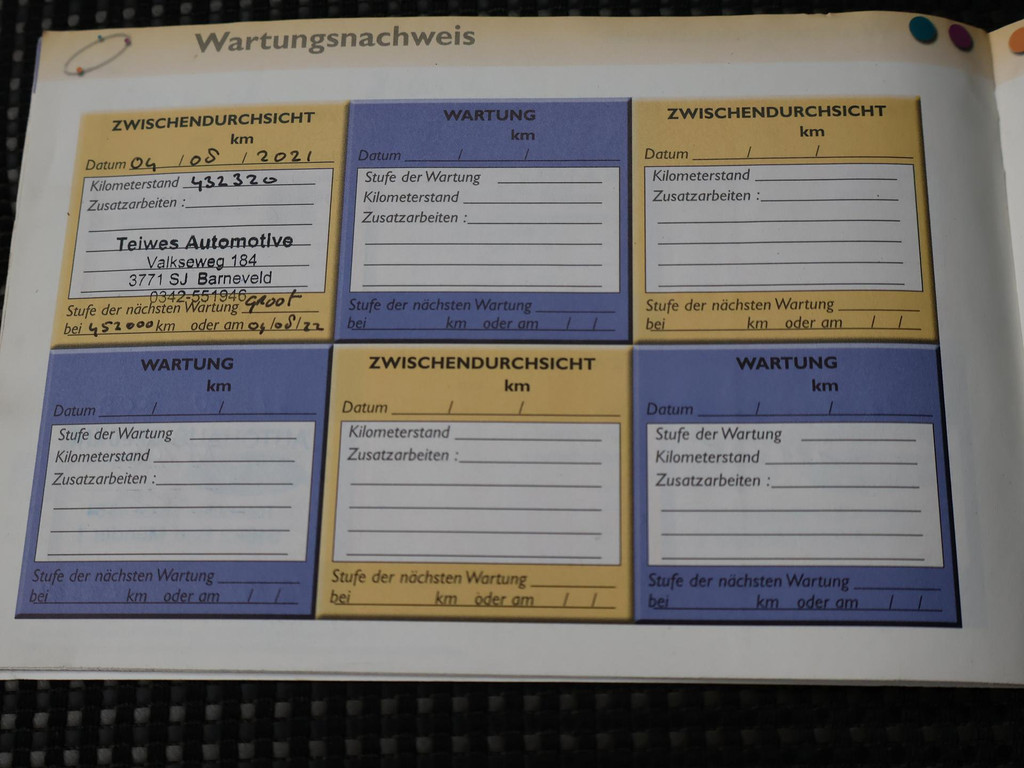 Wartungsnachweis
ZWISCHENDURCHSICHT
km
Datum 04 / 08 / 2021
Kilometerstand 432320
Zusatzarbeiten :
Teiwes Automotive
Valkseweg 184
3771 SJ Barneveld
0342-551946
Stufe der nächsten Wartung groot
bei 452000 km oder am 04/08/22
WARTUNG
km
Datum / /
Stufe der Wartung
Kilometerstand
Zusatzarbeiten :
Stufe der nächsten Wartung
bei km oder am / /
ZWISCHENDURCHSICHT
km
Datum / /
Kilometerstand
Zusatzarbeiten :
Stufe der nächsten Wartung
bei km oder am / /
WARTUNG
km
Datum / /
Stufe der Wartung
Kilometerstand
Zusatzarbeiten :
Stufe der nächsten Wartung
bei km oder am / /
ZWISCHENDURCHSICHT
km
Datum / /
Kilometerstand
Zusatzarbeiten :
Stufe der nächsten Wartung
bei km oder am / /
WARTUNG
km
Datum / /
Stufe der Wartung
Kilometerstand
Zusatzarbeiten :
Stufe der nächsten Wartung
bei km oder am / /